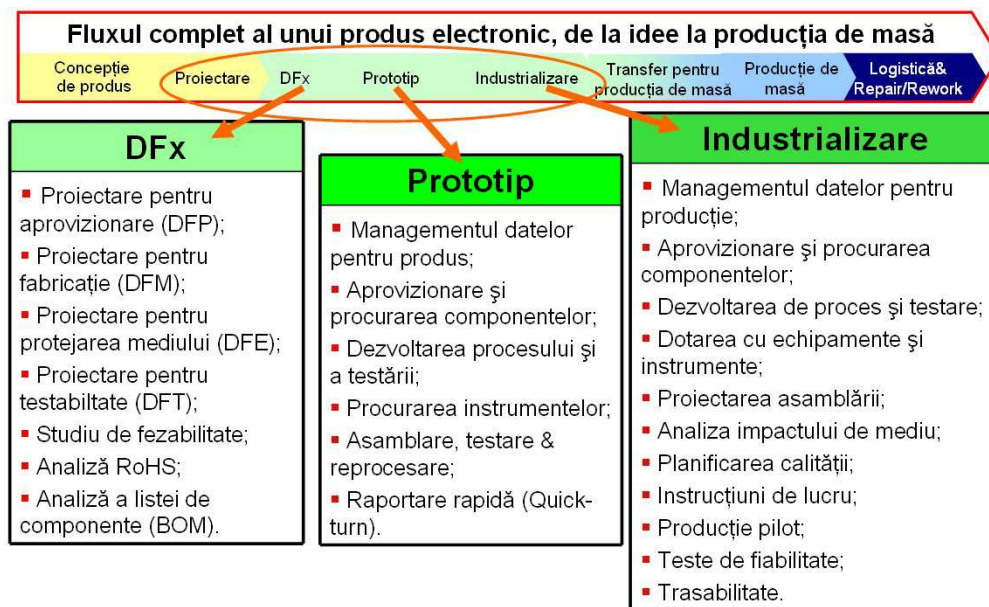 Fluxul complet al unui produs electronic, de la idee la producția de masă
Concepție
de produs
Proiectare
DFx
Prototip
Industrializare
Transfer pentru
producția de masă
Producție de
masă
Logistică&
Repair/Rework
DFx
▪ Proiectare pentru
aprovizionare (DFP);
▪ Proiectare pentru
fabricație (DFM);
▪ Proiectare pentru
protejarea mediului (DFE);
▪ Proiectare pentru
testabiltate (DFT);
▪ Studiu de fezabilitate;
▪ Analiză RoHS;
▪ Analiză a listei de
componente (BOM).
Prototip
▪ Managementul datelor
pentru produs;
▪ Aprovizionare şi
procurarea componentelor;
▪ Dezvoltarea procesului şi
a testării;
▪ Procurarea instrumentelor;
▪ Asamblare, testare &
reprocesare;
▪ Raportare rapidă (Quick-
turn).
Industrializare
▪ Managementul datelor pentru
producție;
▪ Aprovizionare şi procurarea
componentelor;
▪ Dezvoltarea de proces şi testare;
▪ Dotarea cu echipamente şi
instrumente;
▪ Proiectarea asamblării;
▪ Analiza impactului de mediu;
▪ Planificarea calității;
▪ Instrucțiuni de lucru;
▪ Producție pilot;
▪ Teste de fiabilitate;
▪ Trasabilitate.